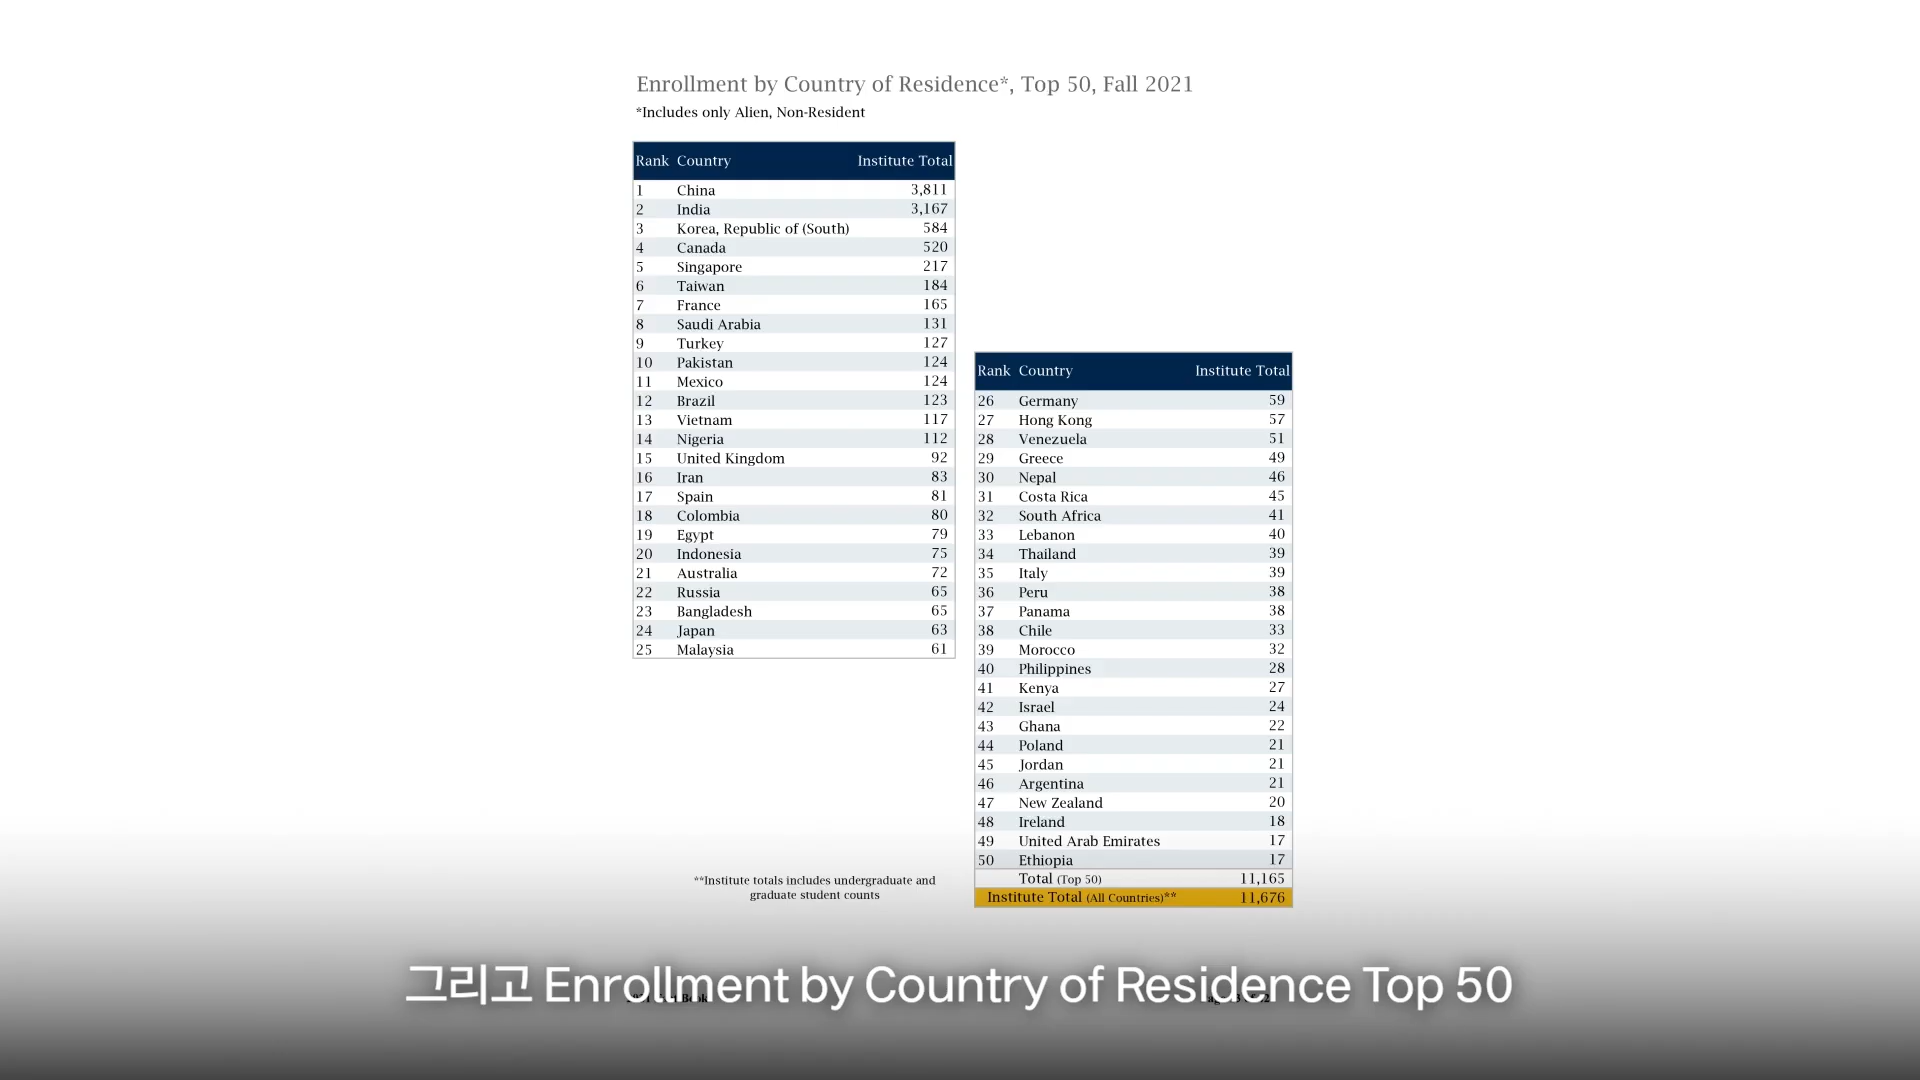 Enrollment by Country of Residence*, Top 50, Fall 2021
*Includes only Alien, Non-Resident
Rank Country Institute Total
1 China 3,811
2 India 3,167
3 Korea, Republic of (South) 584
4 Canada 520
5 Singapore 217
6 Taiwan 184
7 France 165
8 Saudi Arabia 131
9 Turkey 127
10 Pakistan 124
11 Mexico 124
12 Brazil 123
13 Vietnam 117
14 Nigeria 112
15 United Kingdom 92
16 Iran 83
17 Spain 81
18 Colombia 80
19 Egypt 79
20 Indonesia 75
21 Australia 72
22 Russia 65
23 Bangladesh 65
24 Japan 63
25 Malaysia 61
Rank Country Institute Total
26 Germany 59
27 Hong Kong 57
28 Venezuela 51
29 Greece 49
30 Nepal 46
31 Costa Rica 45
32 South Africa 41
33 Lebanon 40
34 Thailand 39
35 Italy 39
36 Peru 38
37 Panama 38
38 Chile 33
39 Morocco 32
40 Philippines 28
41 Kenya 27
42 Israel 24
43 Ghana 22
44 Poland 21
45 Jordan 21
46 Argentina 21
47 New Zealand 20
48 Ireland 18
49 United Arab Emirates 17
50 Ethiopia 17
Total (Top 50) 11,165
Institute Total (All Countries)** 11,676
**Institute totals includes undergraduate and
graduate student counts
그리고 Enrollment by Country of Residence Top 50